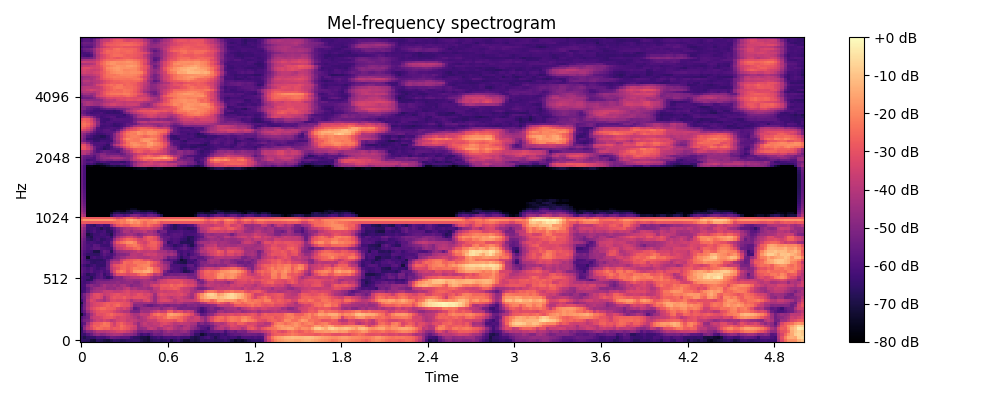 Mel-frequency spectrogram
Hz
4096
2048
1024
512
0
0 0.6 1.2 1.8 2.4 3 3.6 4.2 4.8
Time
+0 dB
-10 dB
-20 dB
-30 dB
-40 dB
-50 dB
-60 dB
-70 dB
-80 dB